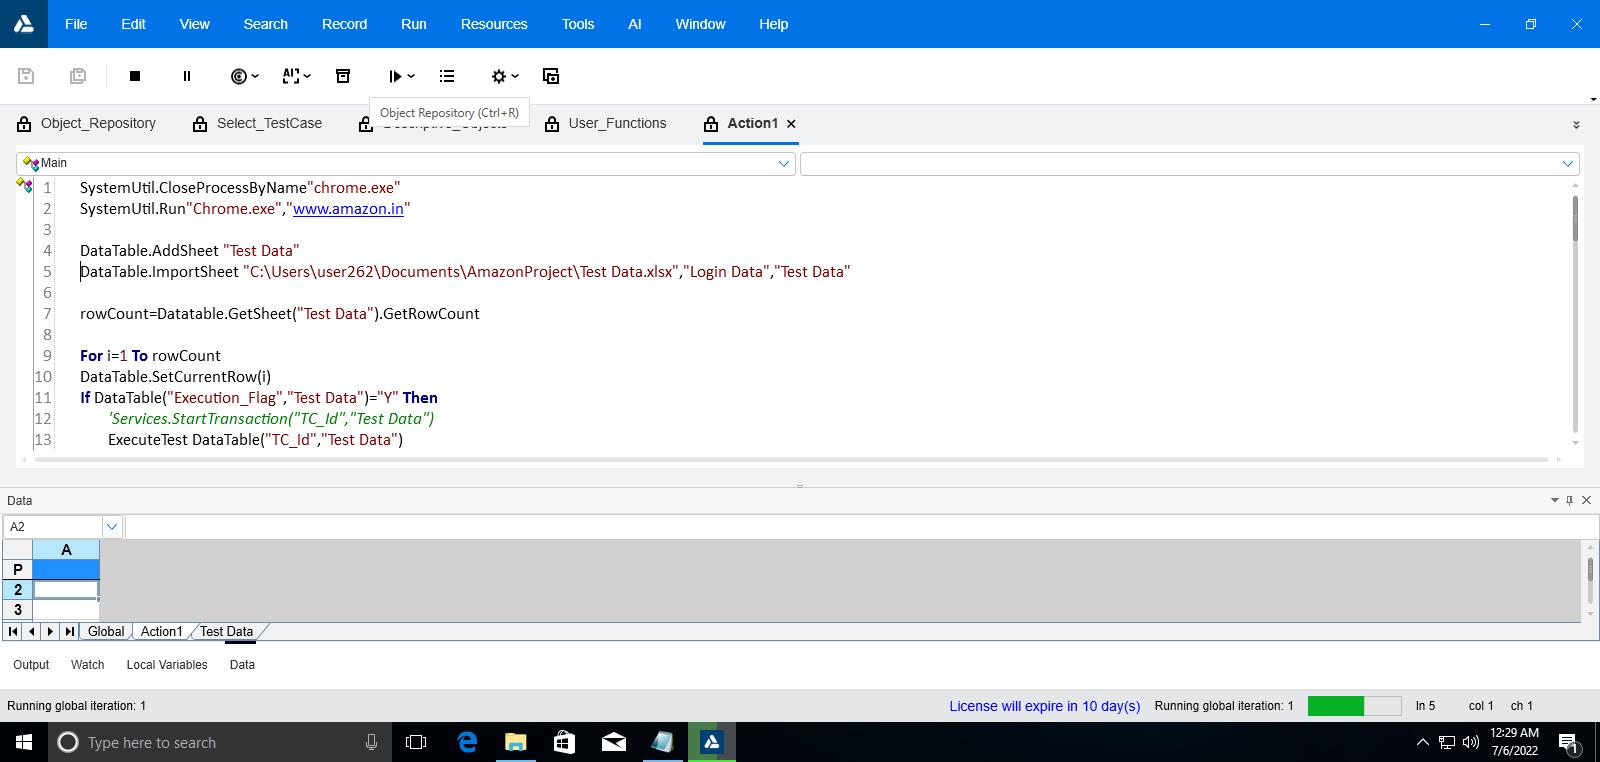 File Edit View Search Record Run Resources Tools AI Window Help
Object Repository (Ctrl+R)
Object_Repository Select_TestCase User_Functions Action1
Main
1 SystemUtil.CloseProcessByName"chrome.exe"
2 SystemUtil.Run"Chrome.exe","www.amazon.in"
3
4 DataTable.AddSheet "Test Data"
5 DataTable.ImportSheet "C:\Users\user262\Documents\AmazonProject\Test Data.xlsx","Login Data","Test Data"
6
7 rowCount=Datatable.GetSheet("Test Data").GetRowCount
8
9 For i=1 To rowCount
10 DataTable.SetCurrentRow(i)
11 If DataTable("Execution_Flag","Test Data")="Y" Then
12 'Services.StartTransaction("TC_Id","Test Data")
13 ExecuteTest DataTable("TC_Id","Test Data")
Data
A2
A
P
2
3
Global Action1 Test Data
Output Watch Local Variables Data
Running global iteration: 1 License will expire in 10 day(s) Running global iteration: 1 ln 5 col 1 ch 1
Type here to search
12:29 AM
7/6/2022
1